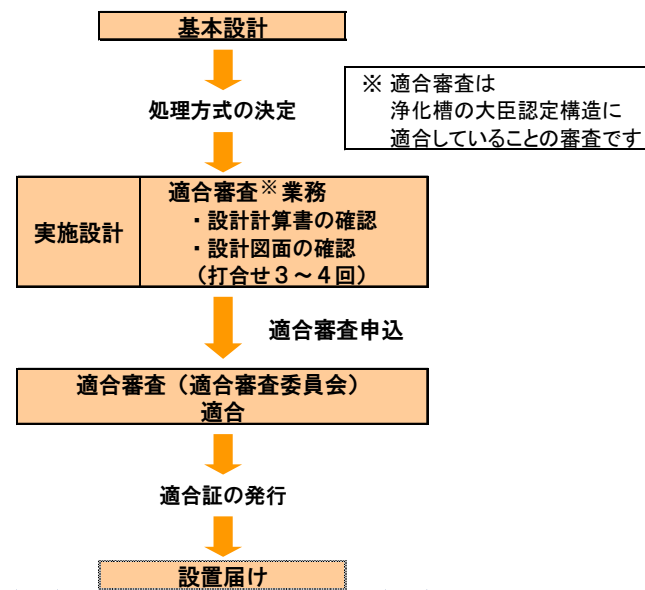 基本設計
処理方式の決定
※ 適合審査は
浄化槽の大臣認定構造に
適合していることの審査です
実施設計
適合審査※業務
・設計計算書の確認
・設計図面の確認
(打合せ3~4回)
適合審査申込
適合審査(適合審査委員会)
適合
適合証の発行
設置届け